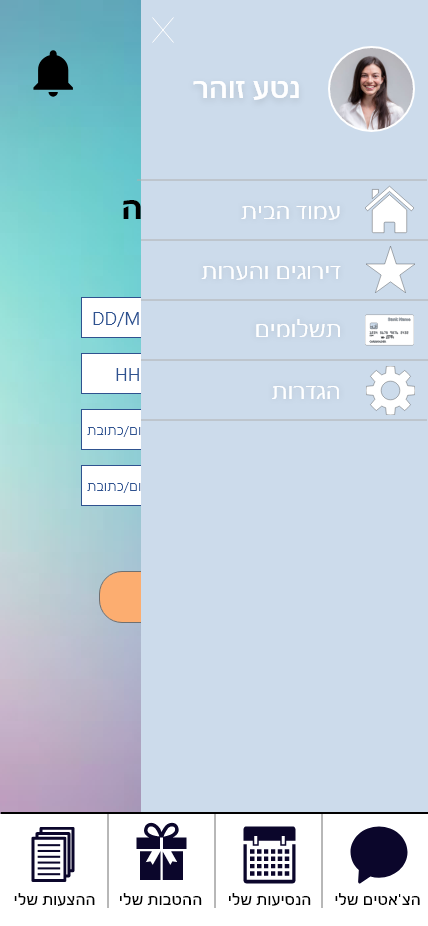 נטע זוהר
ה
עמוד הבית
DD/M
דירוגים והערות
HH
תשלומים
הגדרות
ום/כתובת
ום/כתובת
הצ'אטים שלי
הנסיעות שלי
ההטבות שלי
ההצעות שלי